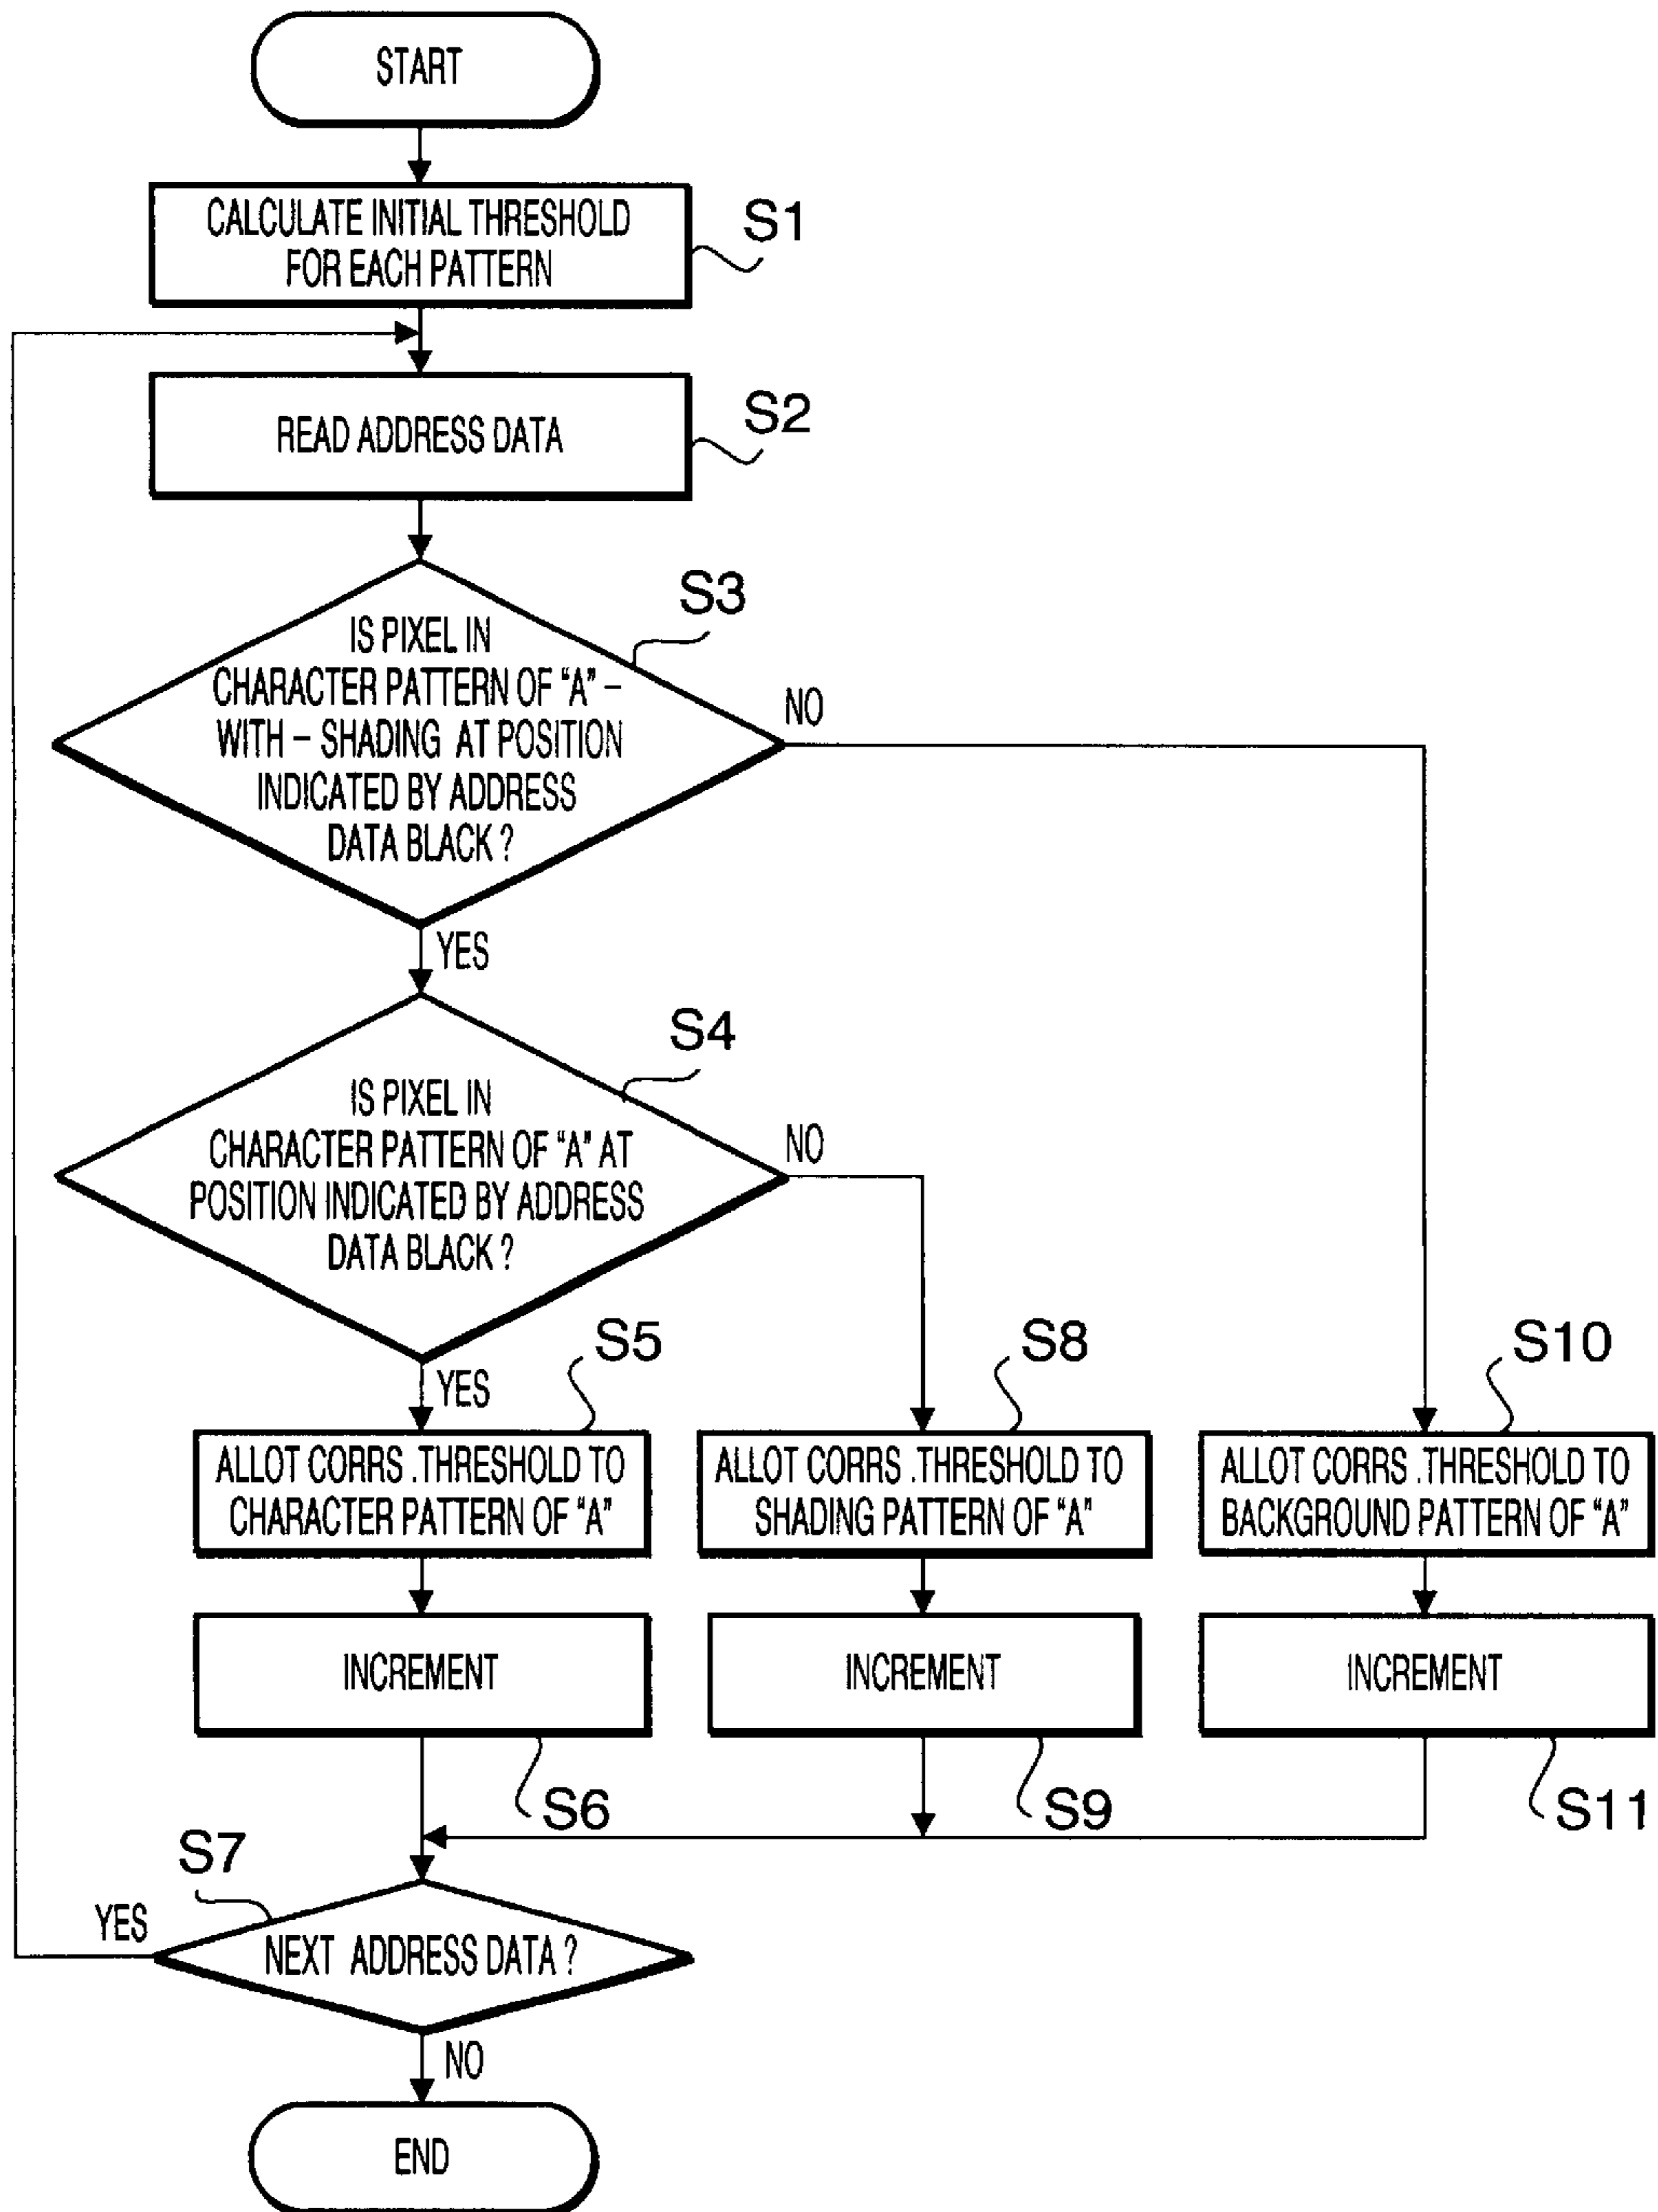 START
CALCULATE INITIAL THRESHOLD
FOR EACH PATTERN
S1
READ ADDRESS DATA
S2
S3
IS PIXEL IN
CHARACTER PATTERN OF "A" –
WITH – SHADING AT POSITION
INDICATED BY ADDRESS
DATA BLACK ?
NO
YES
S4
IS PIXEL IN
CHARACTER PATTERN OF "A" AT
POSITION INDICATED BY ADDRESS
DATA BLACK ?
NO
YES
S5
ALLOT CORRS .THRESHOLD TO
CHARACTER PATTERN OF "A"
S8
ALLOT CORRS .THRESHOLD TO
SHADING PATTERN OF "A"
S10
ALLOT CORRS .THRESHOLD TO
BACKGROUND PATTERN OF "A"
INCREMENT
S6
INCREMENT
S9
INCREMENT
S11
S7
YES
NEXT ADDRESS DATA ?
NO
END